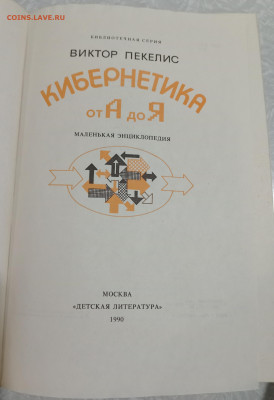 COINS.LAVE.RU
БИБЛИОТЕЧНАЯ СЕРИЯ
ВИКТОР ПЕКЕЛИС
КИБЕРНЕТИКА
ОТ А ДО Я
МАЛЕНЬКАЯ ЭНЦИКЛОПЕДИЯ
МОСКВА
«ДЕТСКАЯ ЛИТЕРАТУРА»
1990